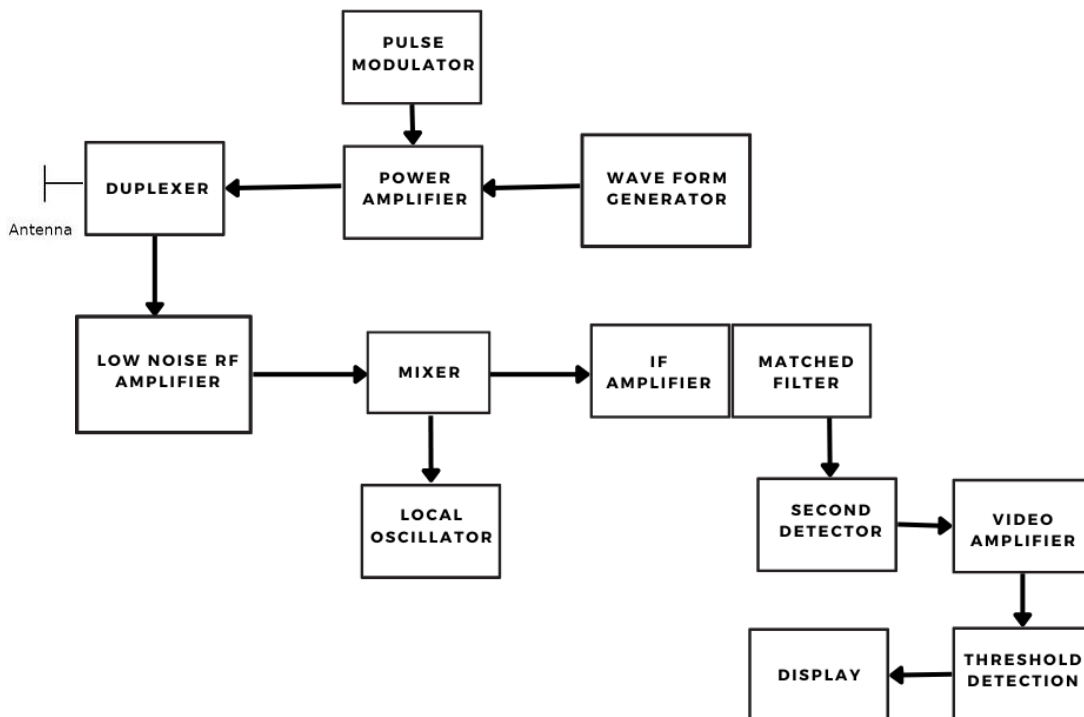 PULSE
MODULATOR
DUPLEXER
POWER
AMPLIFIER
WAVE FORM
GENERATOR
Antenna
LOW NOISE RF
AMPLIFIER
MIXER
IF
AMPLIFIER
MATCHED
FILTER
LOCAL
OSCILLATOR
SECOND
DETECTOR
VIDEO
AMPLIFIER
DISPLAY
THRESHOLD
DETECTION